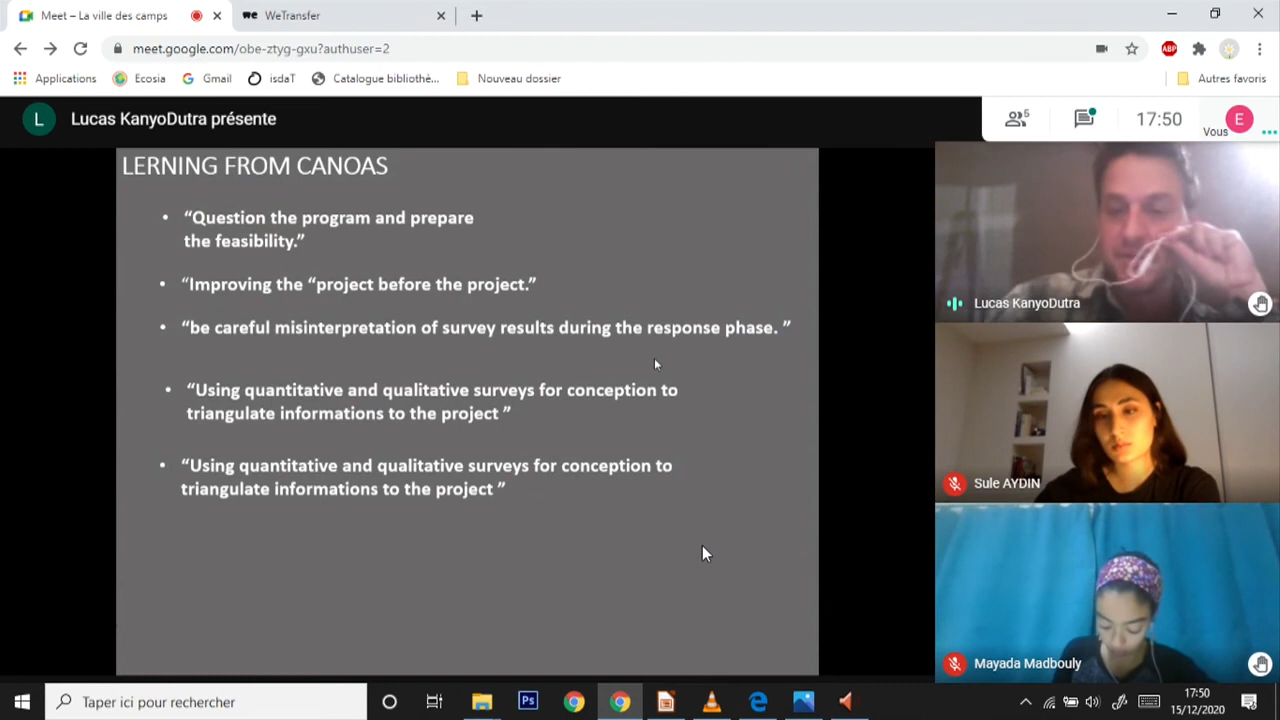 Meet – La ville des camps
WeTransfer
meet.google.com/obe-ztyg-gxu?authuser=2
ABP
Applications
Ecosia
Gmail
isdaT
Catalogue bibliothè...
Nouveau dossier
Autres favoris
L
Lucas KanyoDutra présente
5
17:50
Vous
E
LERNING FROM CANOAS
• “Question the program and prepare
the feasibility.”
• “Improving the “project before the project.”
• “be careful misinterpretation of survey results during the response phase. ”
• “Using quantitative and qualitative surveys for conception to
triangulate informations to the project ”
• “Using quantitative and qualitative surveys for conception to
triangulate informations to the project ”
Lucas KanyoDutra
Sule AYDIN
Mayada Madbouly
Taper ici pour rechercher
Ps
17:50
15/12/2020